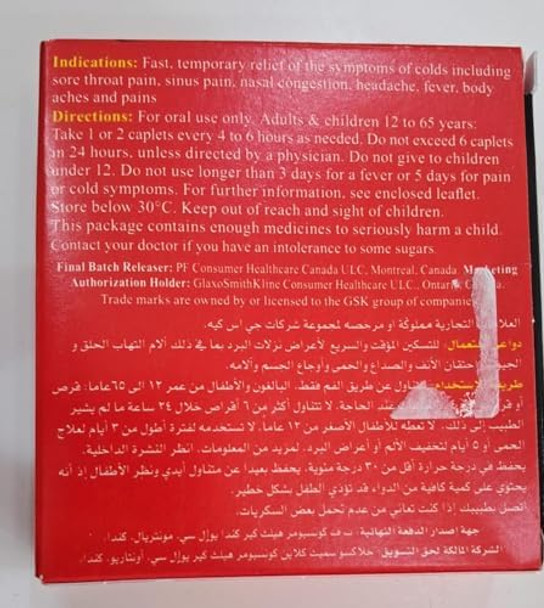 Indications: Fast, temporary relief of the symptoms of colds including
sore throat pain, sinus pain, nasal congestion, headache, fever, body
aches and pains
Directions: For oral use only. Adults & children 12 to 65 years:
Take 1 or 2 caplets every 4 to 6 hours as needed. Do not exceed 6 caplets
in 24 hours, unless directed by a physician. Do not give to children
under 12. Do not use longer than 3 days for a fever or 5 days for pain
or cold symptoms. For further information, see enclosed leaflet.
Store below 30°C. Keep out of reach and sight of children.
This package contains enough medicines to seriously harm a child.
Contact your doctor if you have an intolerance to some sugars.
Final Batch Releaser: PF Consumer Healthcare Canada ULC, Montreal, Canada. Marketing
Authorization Holder: GlaxoSmithKline Consumer Healthcare ULC., Ontario
Trade marks are owned by or licensed to the GSK group of companies
التجارية مملوكة او مرخصه لمجموعة شركات جي اس كيه.
للتسكين المؤقت والسريع لأعراض نزلات البرد بما في ذلك آلام التهاب الحلق و
احتقان الأنف والصداع والحمى وأوجاع الجسم وآلامه.
عن طريق الفم فقط. البالغون والأطفال من عمر ١٢ الى ٦٥عاما: قرص
أو عند الحاجة. لا تتناول أكثر من ٦ أقراص خلال ٢٤ ساعة ما لم يشير
الطبيب إلى ذلك. لا تعطه للأطفال الأصغر من ١٢ عاما. لا تستخدمه لفترة أطول من ٣ أيام لعلاج
الحمى أو ٥ أيام لتخفيف الألم أو أعراض البرد. لمزيد من المعلومات، انظر النشرة الداخلية.
يحفظ في درجة حرارة أقل من ٣٠ درجة مئوية. يحفظ بعيدا عن متناول أيدي ونظر الأطفال إذ أنه
يحتوي على كمية كافية من الدواء قد تؤذي الطفل بشكل خطير.
اتصل بطبيبك إذا كنت تعاني من عدم تحمل بعض السكريات.
جهة اصدار الدفعة النهائية: ب ف كونسيومر هيلث كير كندا يوإل سي، مونتريال، كندا.
الشركة المالكة لحق التسويق: جلاكسو سميث كلاين كونسيومر هيلث كير يوإل سي، أونتاريو، كندا.